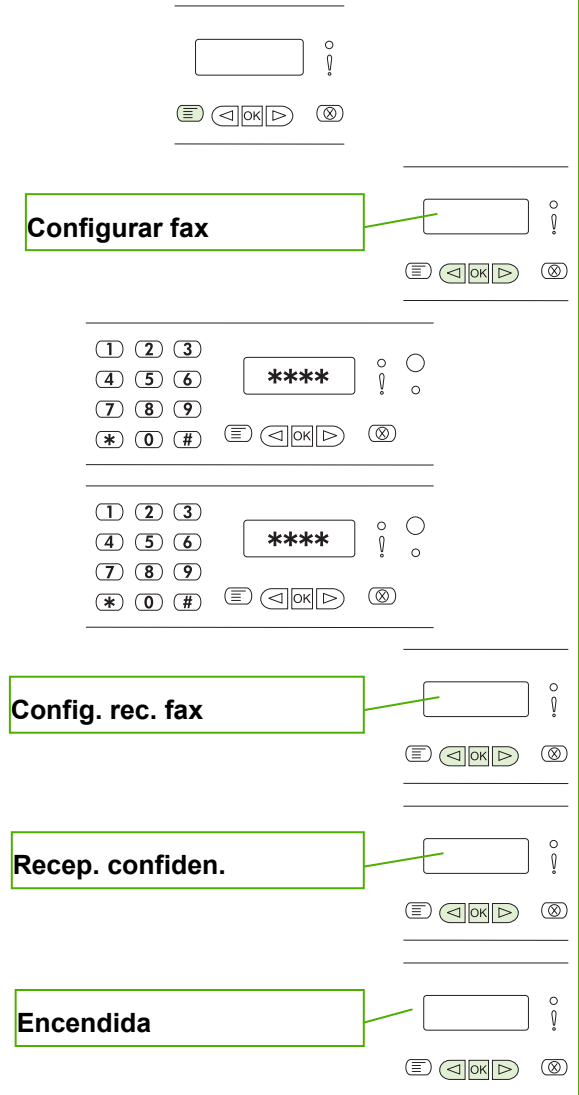 OK
Configurar fax
OK
1 2 3
4 5 6
****
7 8 9
* 0 #
OK
1 2 3
4 5 6
****
7 8 9
* 0 #
OK
Config. rec. fax
OK
Recep. confiden.
OK
Encendida
OK